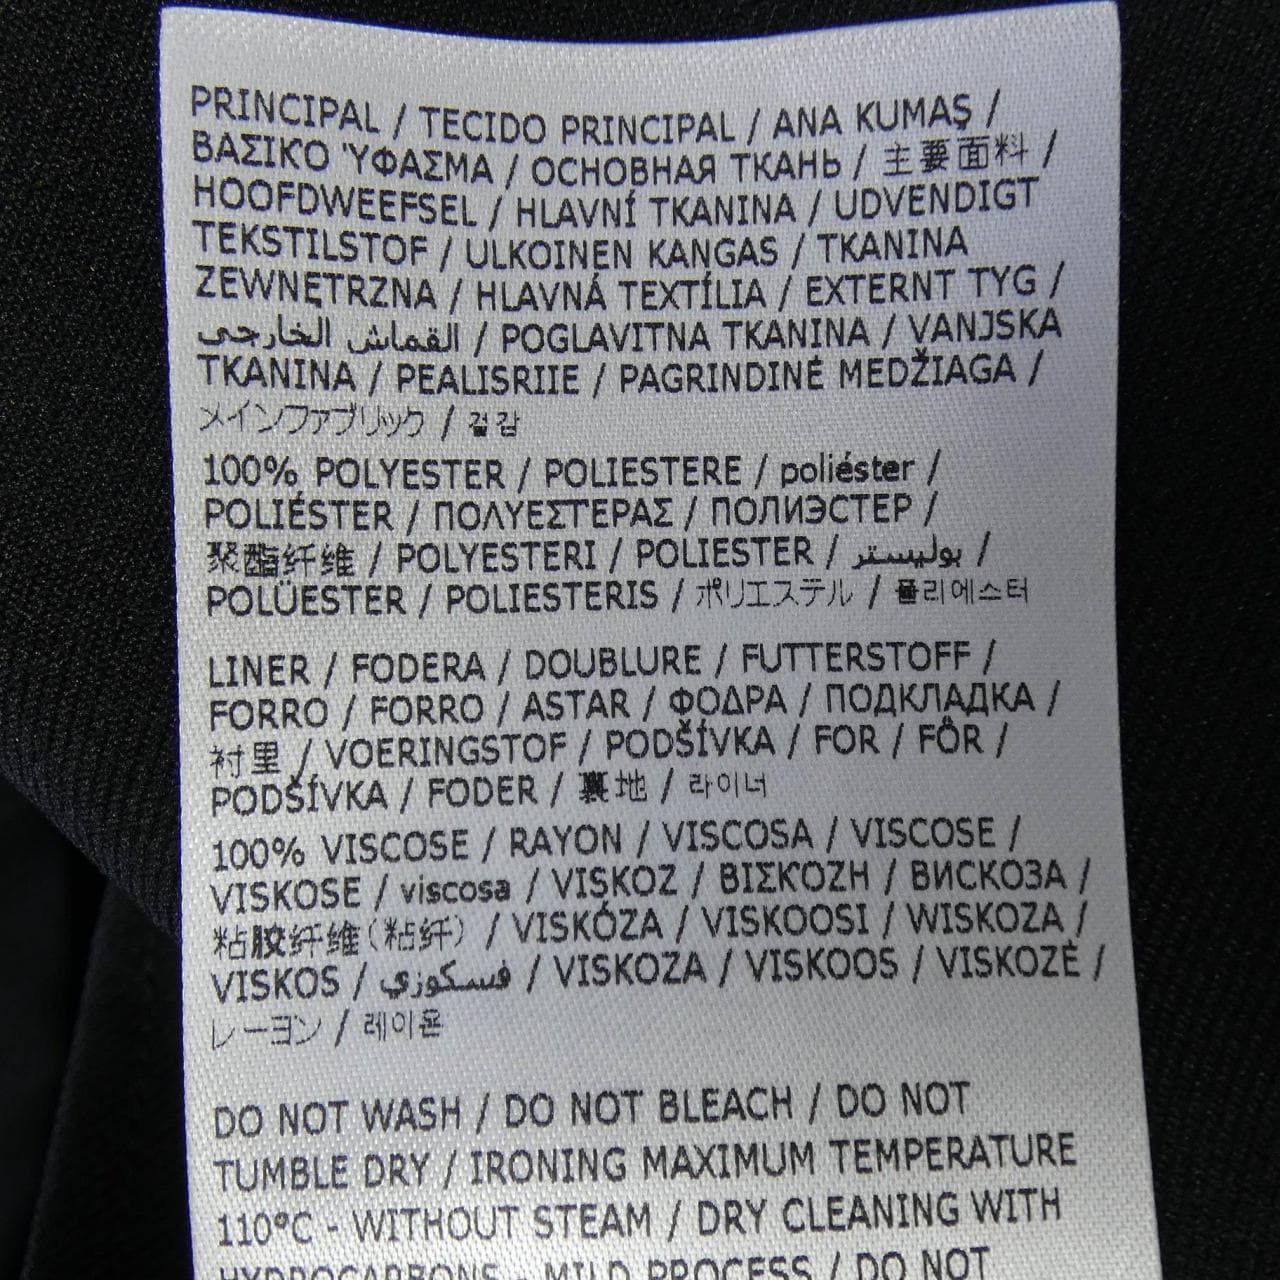 PRINCIPAL / TECIDO PRINCIPAL / ANA KUMAŞ /
ΒΑΣΙΚΌ ΎΦΑΣΜΑ / ОСНОВНАЯ ТКАНЬ / 主要面料 /
HOOFDWEEFSEL / HLAVNÍ TKANINA / UDVENDIGT
TEKSTILSTOF / ULKOINEN KANGAS / TKANINA
ZEWNĘTRZNA / HLAVNÁ TEXTÍLIA / EXTERNT TYG /
القماش الخارجي / POGLAVITNA TKANINA / VANJSKA
TKANINA / PEALISRIIE / PAGRINDINĖ MEDŽIAGA /
メインファブリック / 겉감
100% POLYESTER / POLIESTERE / poliéster /
POLIÉSTER / ΠΟΛΥΕΣΤΕΡΑΣ / ПОЛИЭСТЕР /
聚酯纤维 / POLYESTERI / POLIESTER / بوليستر /
POLÜESTER / POLIESTERIS / ポリエステル / 폴리에스터
LINER / FODERA / DOUBLURE / FUTTERSTOFF /
FORRO / FORRO / ASTAR / ΦΟΔΡΑ / ПОДКЛАДКА /
衬里 / VOERINGSTOF / PODŠÍVKA / FOR / FÔR /
PODŠÍVKA / FODER / 裏地 / 라이너
100% VISCOSE / RAYON / VISCOSA / VISCOSE /
VISKOSE / viscosa / VISKOZ / ΒΙΣΚΟΖΗ / ВИСКОЗА /
粘胶纤维(粘纤) / VISKÓZA / VISKOOSI / WISKOZA /
VISKOS / فسكوزي / VISKOZA / VISKOOS / VISKOZĖ /
レーヨン / 레이온
DO NOT WASH / DO NOT BLEACH / DO NOT
TUMBLE DRY / IRONING MAXIMUM TEMPERATURE
110°C - WITHOUT STEAM / DRY CLEANING WITH
HYDROCARBONS - MILD PROCESS / DO NOT